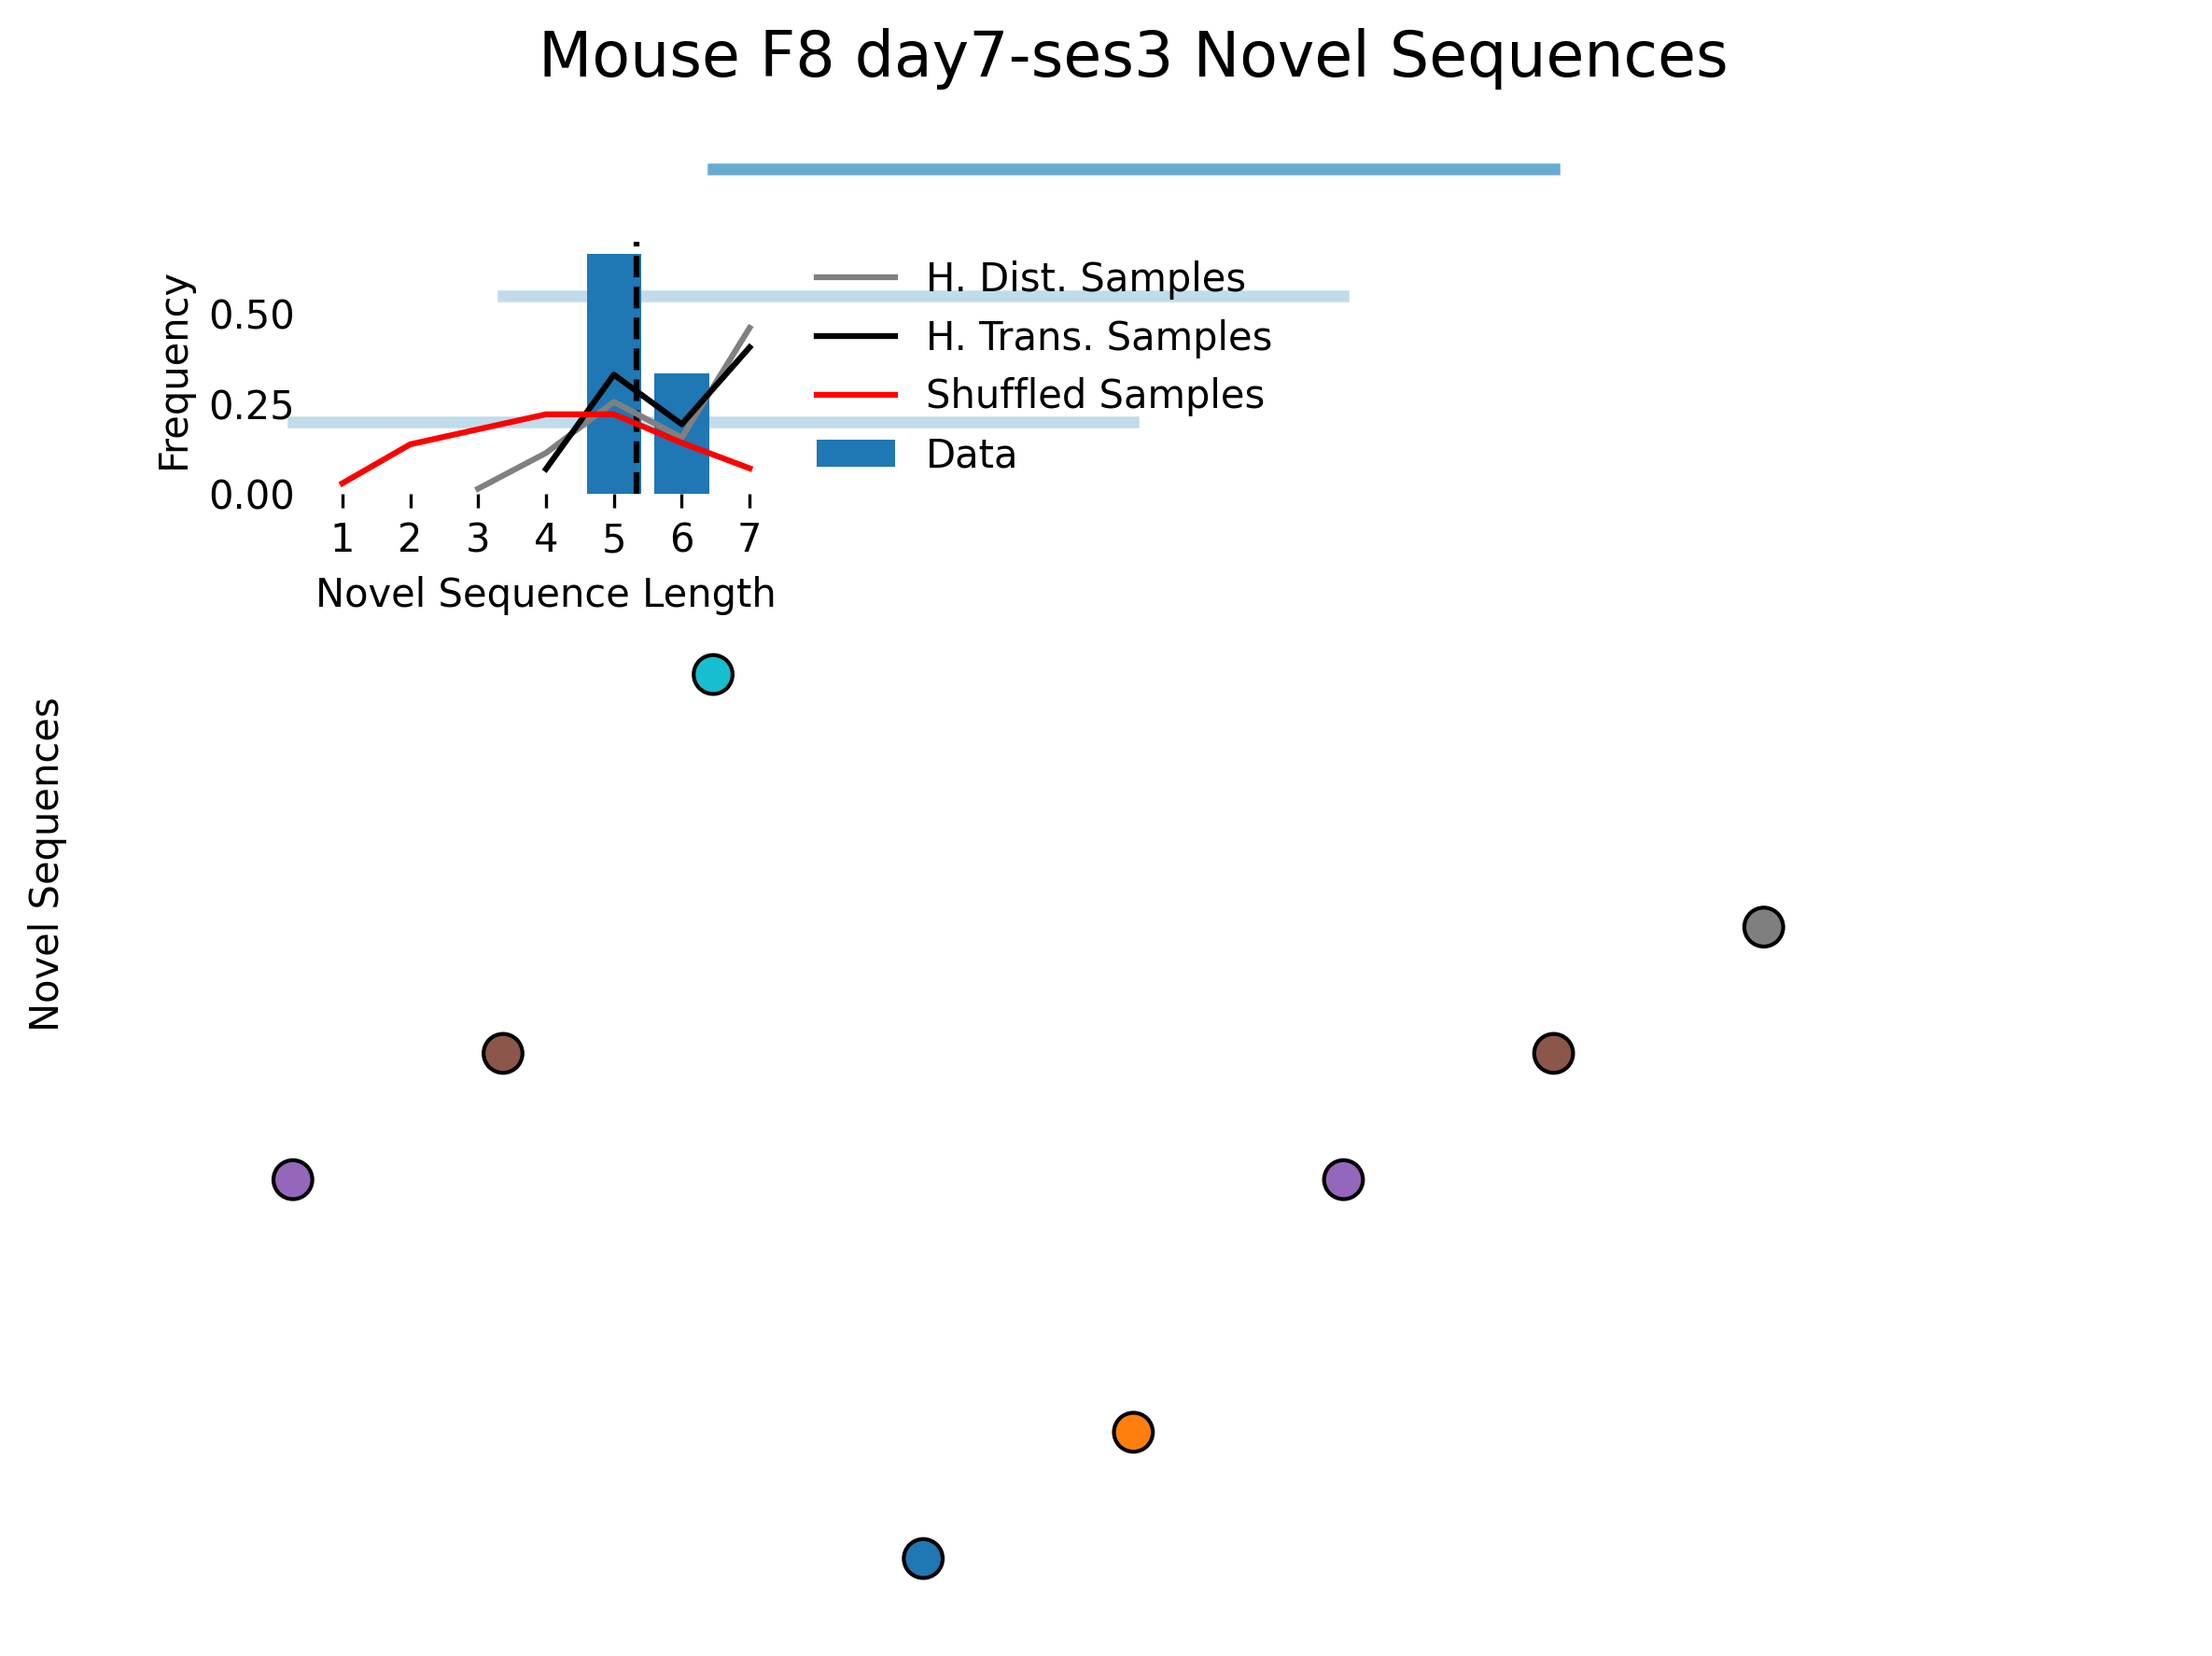 Mouse F8 day7-ses3 Novel Sequences
Frequency
0.50
0.25
0.00
1 2 3 4 5 6 7
Novel Sequence Length
H. Dist. Samples
H. Trans. Samples
Shuffled Samples
Data
Novel Sequences